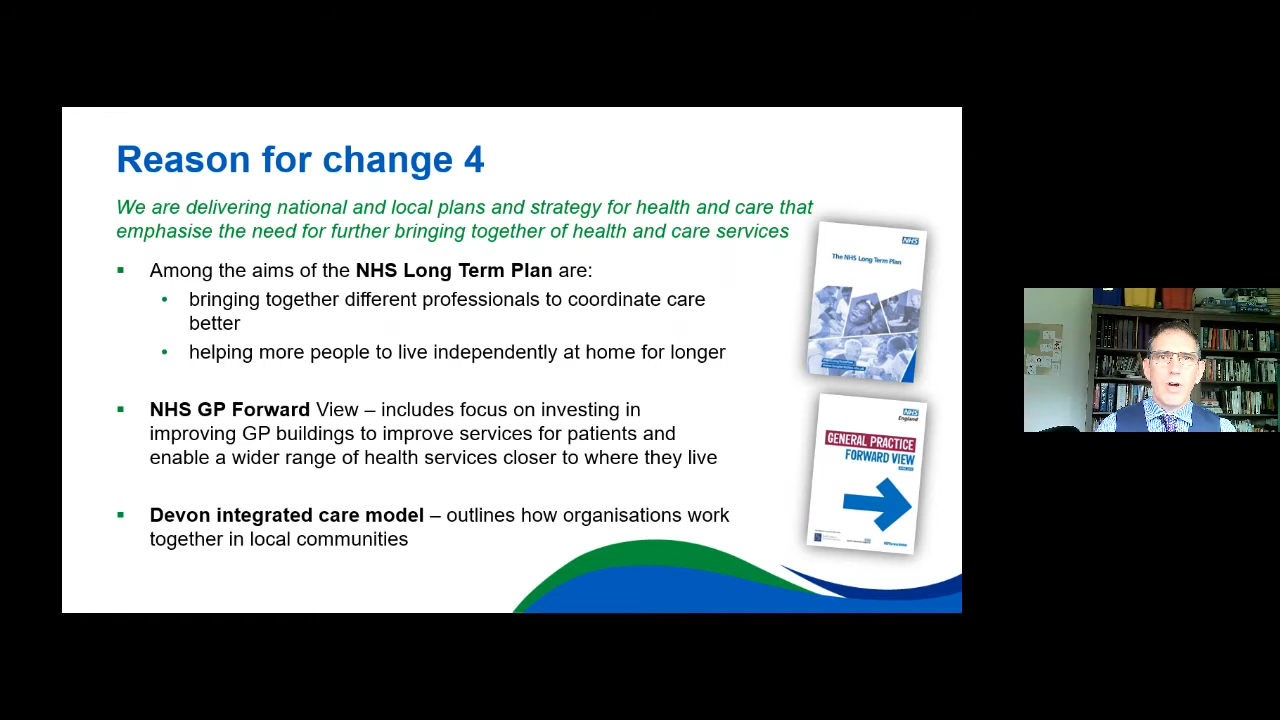 Reason for change 4
We are delivering national and local plans and strategy for health and care that
emphasise the need for further bringing together of health and care services
▪ Among the aims of the NHS Long Term Plan are:
• bringing together different professionals to coordinate care
better
• helping more people to live independently at home for longer
▪ NHS GP Forward View – includes focus on investing in
improving GP buildings to improve services for patients and
enable a wider range of health services closer to where they live
▪ Devon integrated care model – outlines how organisations work
together in local communities
NHS
The NHS Long Term Plan
NHS
England
GENERAL PRACTICE
FORWARD VIEW